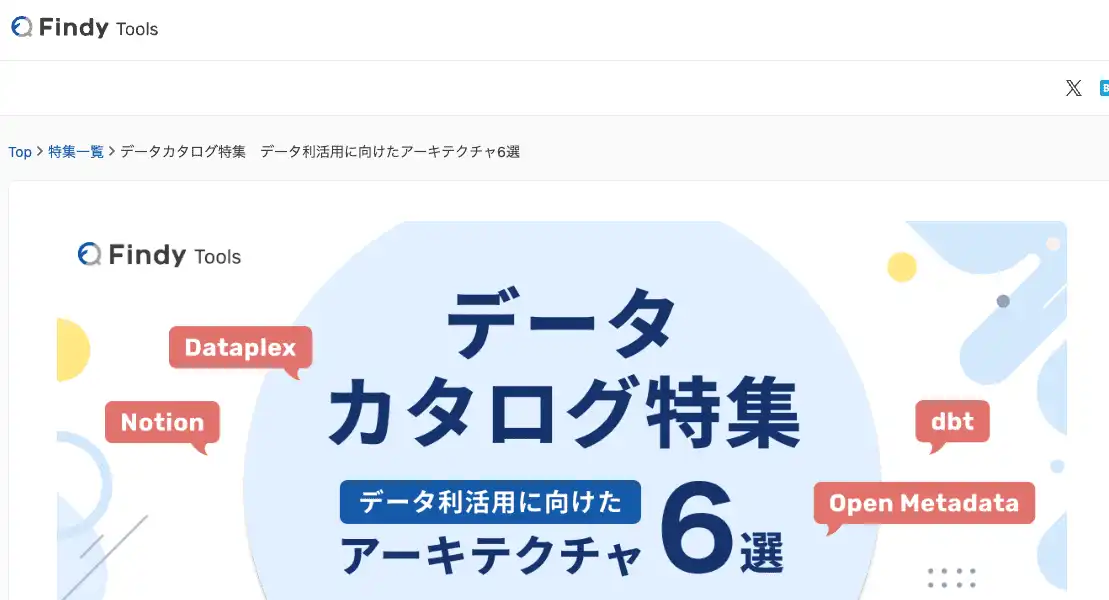 Findy Tools
Top > 特集一覧 > データカタログ特集　データ利活用に向けたアーキテクチャ6選
Findy Tools
データ
カタログ特集
Dataplex
Notion
dbt
Open Metadata
データ利活用に向けた
アーキテクチャ 6選